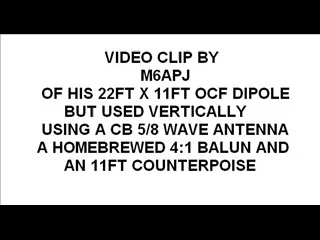 VIDEO CLIP BY
M6APJ
OF HIS 22FT X 11FT OCF DIPOLE
BUT USED VERTICALLY
USING A CB 5/8 WAVE ANTENNA
A HOMEBREWED 4:1 BALUN AND
AN 11FT COUNTERPOISE